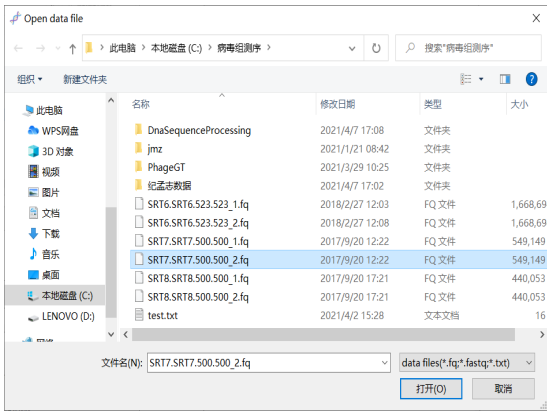 Open data file
此电脑 > 本地磁盘 (C:) > 病毒组测序 >
搜索"病毒组测序"
组织 新建文件夹
名称 修改日期 类型 大小
此电脑
WPS网盘
3D 对象
视频
图片
文档
下载
音乐
桌面
本地磁盘 (C:)
LENOVO (D:)
DnaSequenceProcessing 2021/4/7 17:08 文件夹
jmz 2021/1/21 08:42 文件夹
PhageGT 2021/3/29 10:25 文件夹
纪孟志数据 2021/4/7 17:02 文件夹
SRT6.SRT6.523.523_1.fq 2018/2/27 12:03 FQ 文件 1,668,69
SRT6.SRT6.523.523_2.fq 2018/2/27 12:08 FQ 文件 1,668,69
SRT7.SRT7.500.500_1.fq 2017/9/20 12:22 FQ 文件 549,149
SRT7.SRT7.500.500_2.fq 2017/9/20 12:22 FQ 文件 549,149
SRT8.SRT8.500.500_1.fq 2017/9/20 17:21 FQ 文件 440,053
SRT8.SRT8.500.500_2.fq 2017/9/20 17:21 FQ 文件 440,053
test.txt 2021/4/2 15:28 文本文档 16
文件名(N): SRT7.SRT7.500.500_2.fq data files(*.fq;*.fastq;*.txt)
打开(O) 取消